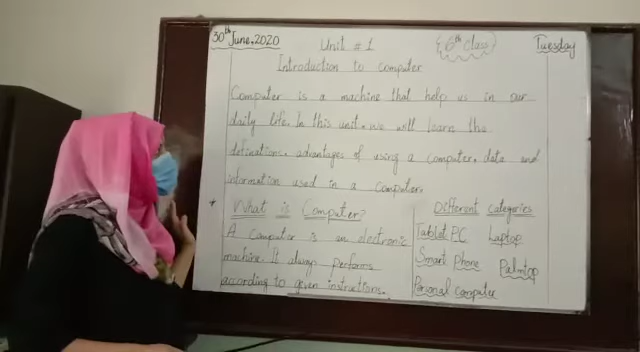 30th June, 2020
Unit # 1
6th class
Tuesday
Introduction to computer
Computer is a machine that help us in our
daily life. In this unit, we will learn the
definations, advantages of using a computer, data and
information used in a computer.
* What is Computer?
A computer is an electronic
machine. It always performs
according to given instructions.
Different categories
Tablet PC Laptop
Smart Phone Palmtop
Personal computer